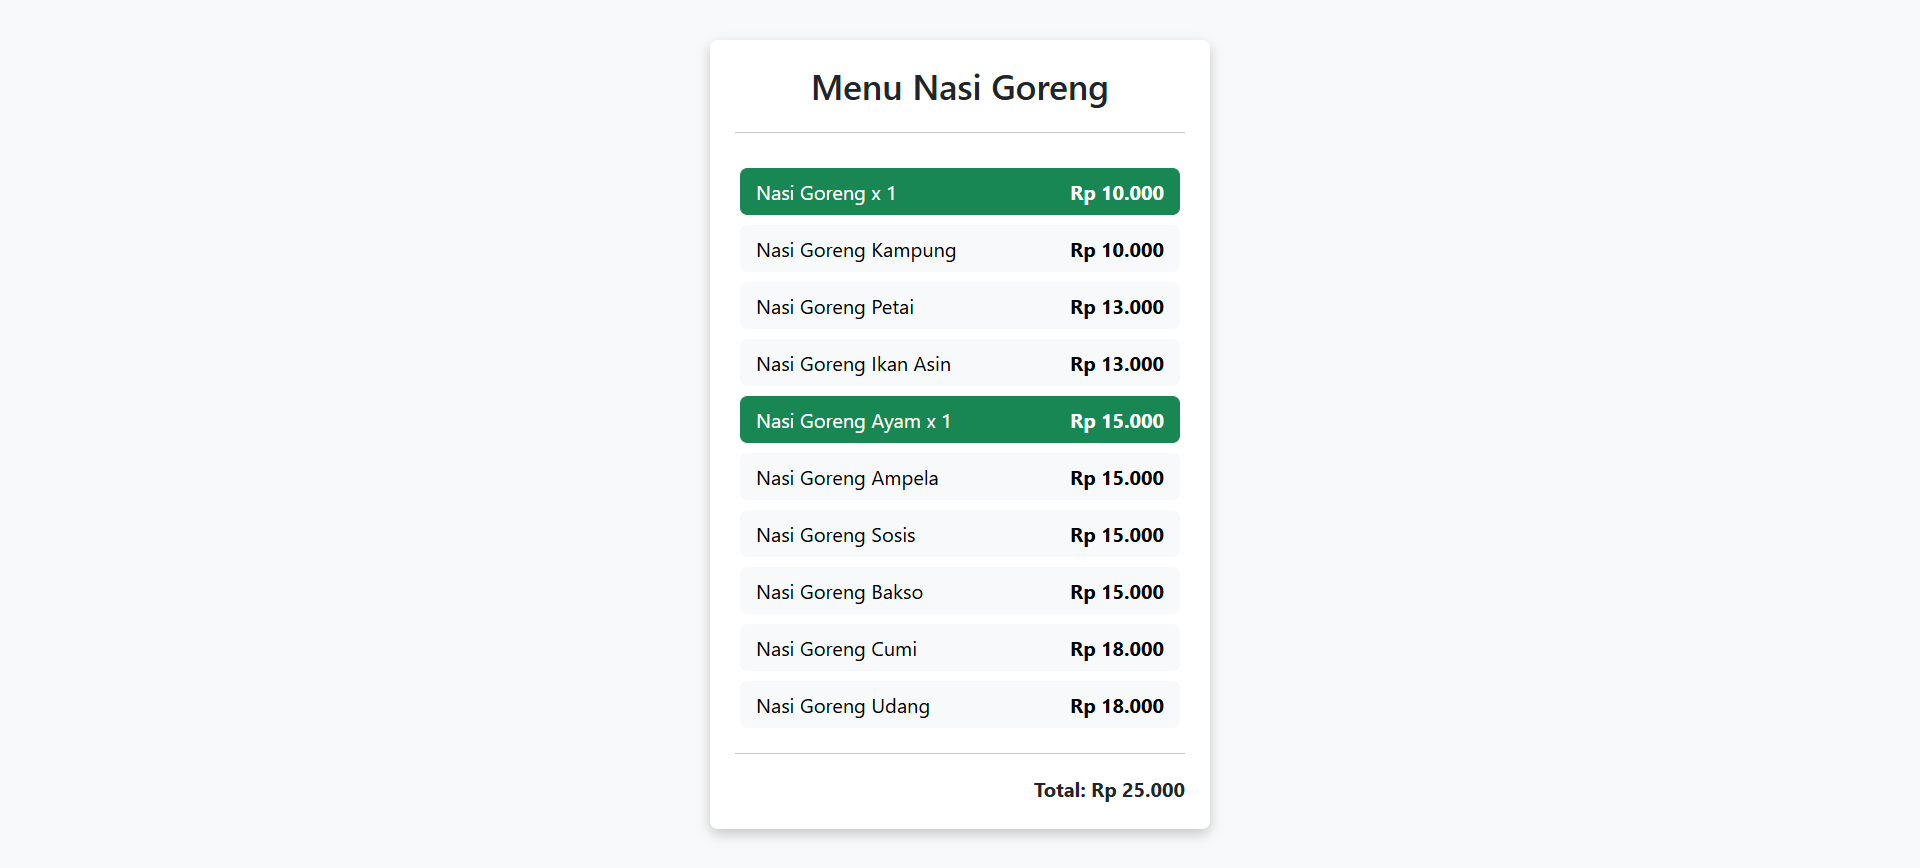 Menu Nasi Goreng
Nasi Goreng x 1 Rp 10.000
Nasi Goreng Kampung Rp 10.000
Nasi Goreng Petai Rp 13.000
Nasi Goreng Ikan Asin Rp 13.000
Nasi Goreng Ayam x 1 Rp 15.000
Nasi Goreng Ampela Rp 15.000
Nasi Goreng Sosis Rp 15.000
Nasi Goreng Bakso Rp 15.000
Nasi Goreng Cumi Rp 18.000
Nasi Goreng Udang Rp 18.000
Total: Rp 25.000